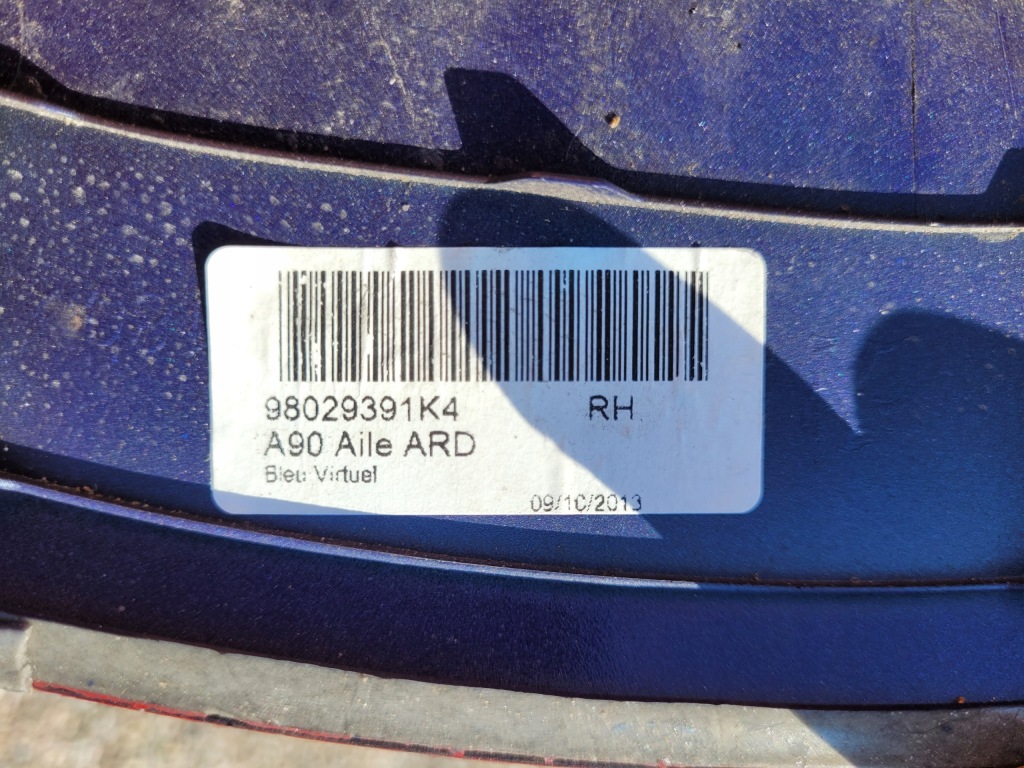 98029391K4 RH
A90 Aile ARD
Bleu Virtuel
09/10/2013